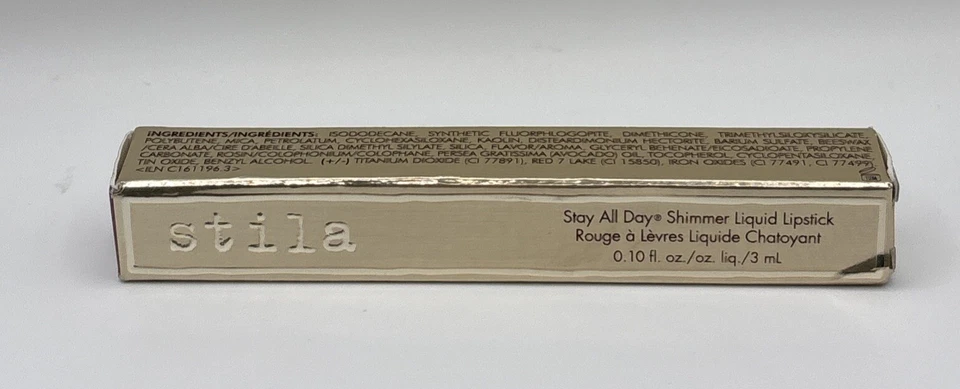 INGREDIENTS/INGRÉDIENTS: ISODODECANE, SYNTHETIC FLUORPHLOGOPITE, DIMETHICONE, TRIMETHYLSILOXYSILICATE,
POLYBUTENE, MICA, PETROLATUM, CYCLOHEXASILOXANE, KAOLIN, DISTEARDIMONIUM HECTORITE, BARIUM SULFATE, BEESWAX
/CERA ALBA/CIRE D'ABEILLE, SILICA DIMETHYL SILYLATE, SILICA, FLAVOR/AROMA, GLYCERYL BEHENATE/EICOSADIOATE, PROPYLENE
CARBONATE, ROSIN/COLOPHONIUM/COLOPHANE, PERSEA GRATISSIMA (AVOCADO) OIL, TOCOPHEROL, CYCLOPENTASILOXANE,
TIN OXIDE, BENZYL ALCOHOL. (+/-) TITANIUM DIOXIDE (CI 77891), RED 7 LAKE (CI 15850), IRON OXIDES (CI 77491, CI 77499)
<ILN C161196.3>
stila
Stay All Day® Shimmer Liquid Lipstick
Rouge à Lèvres Liquide Chatoyant
0.10 fl. oz./oz. liq./3 mL